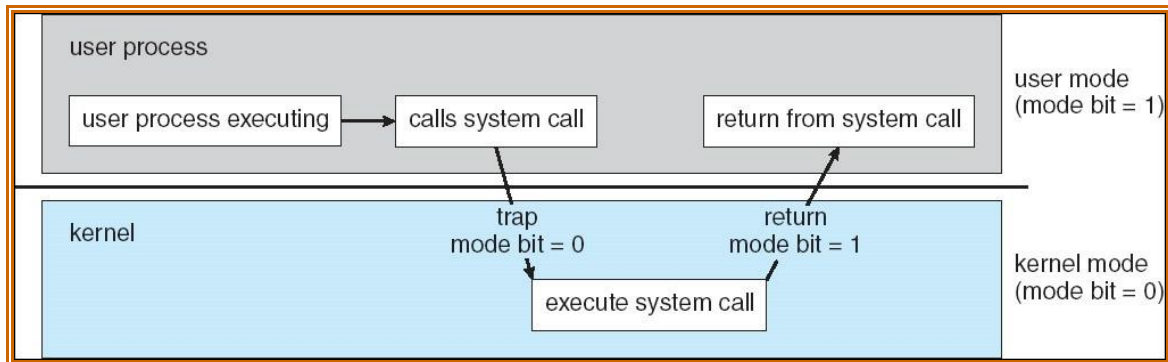 user process
user process executing
calls system call
return from system call
user mode
(mode bit = 1)
kernel
trap
mode bit = 0
return
mode bit = 1
execute system call
kernel mode
(mode bit = 0)